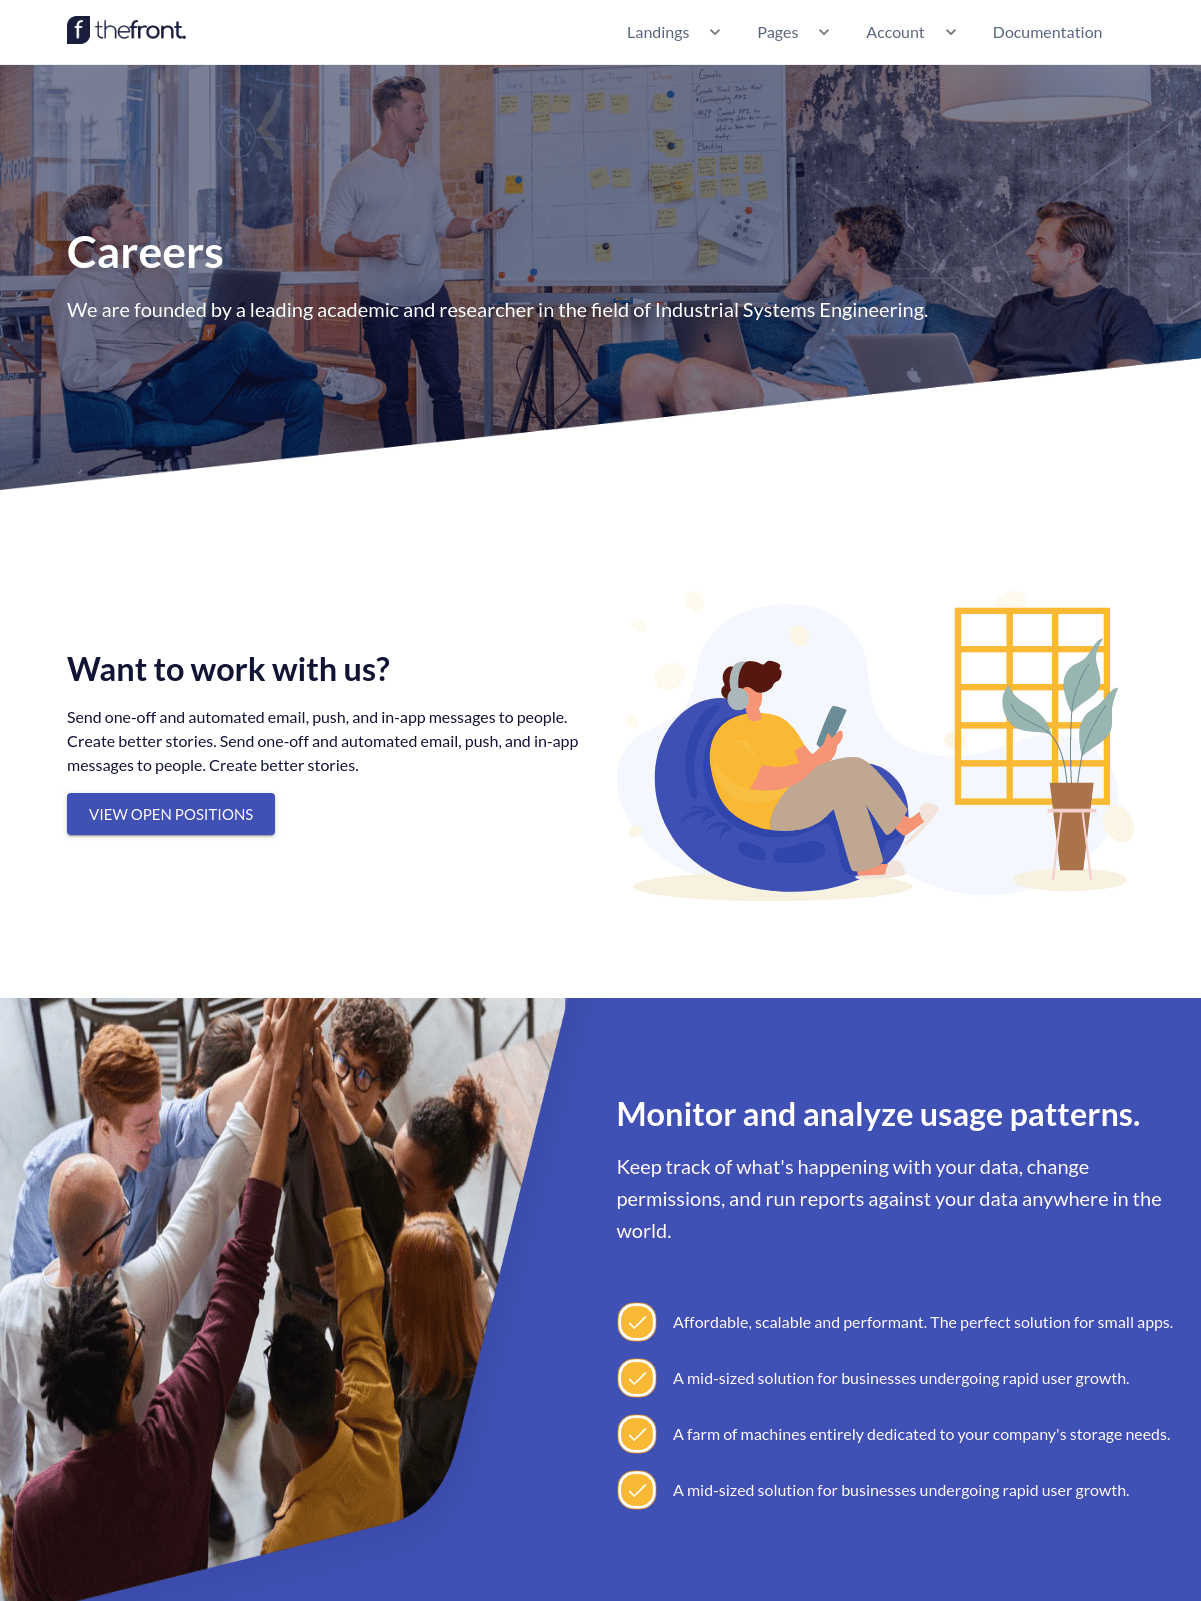 f thefront.
Landings Pages Account Documentation
To Do In Progress Done
Google
Careers
We are founded by a leading academic and researcher in the field of Industrial Systems Engineering.
Want to work with us?
Send one-off and automated email, push, and in-app messages to people.
Create better stories. Send one-off and automated email, push, and in-app
messages to people. Create better stories.
VIEW OPEN POSITIONS
Monitor and analyze usage patterns.
Keep track of what's happening with your data, change
permissions, and run reports against your data anywhere in the
world.
Affordable, scalable and performant. The perfect solution for small apps.
A mid-sized solution for businesses undergoing rapid user growth.
A farm of machines entirely dedicated to your company's storage needs.
A mid-sized solution for businesses undergoing rapid user growth.